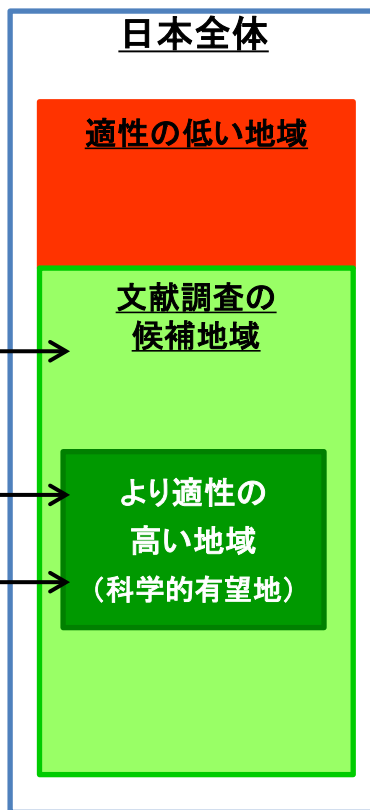 日本全体
適性の低い地域
文献調査の
候補地域
より適性の
高い地域
（科学的有望地）